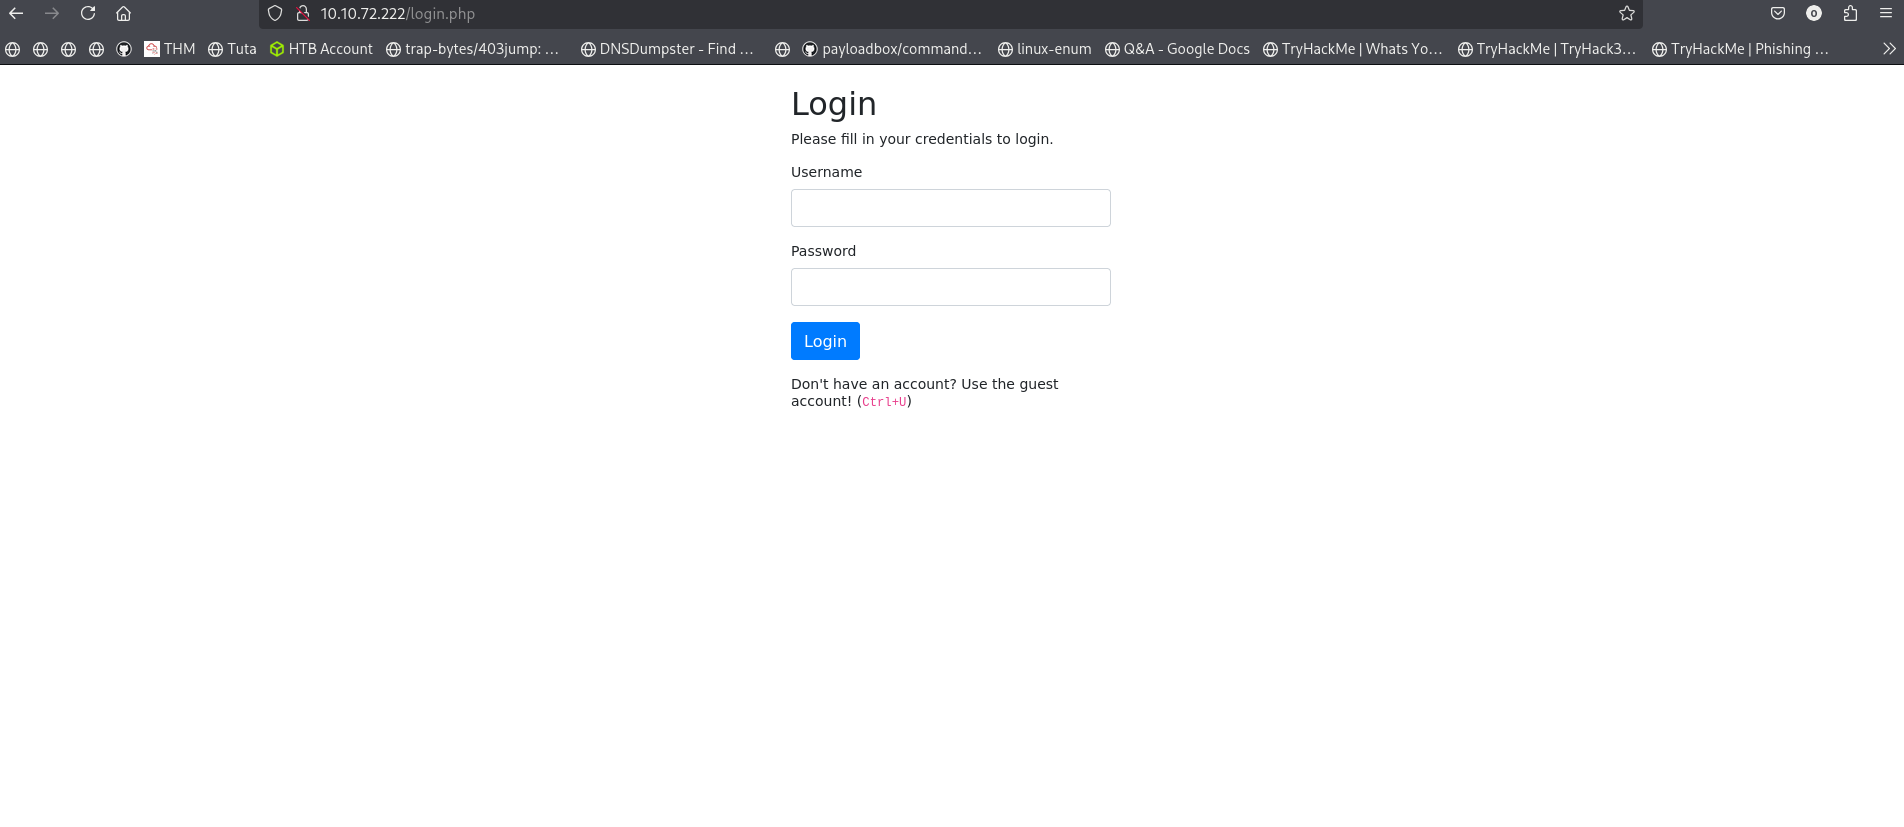 10.10.72.222/login.php
THM
Tuta
HTB Account
trap-bytes/403jump: ...
DNSDumpster - Find ...
payloadbox/command...
linux-enum
Q&A - Google Docs
TryHackMe | Whats Yo...
TryHackMe | TryHack3...
TryHackMe | Phishing ...
Login
Please fill in your credentials to login.
Username
Password
Login
Don't have an account? Use the guest
account! (Ctrl+U)